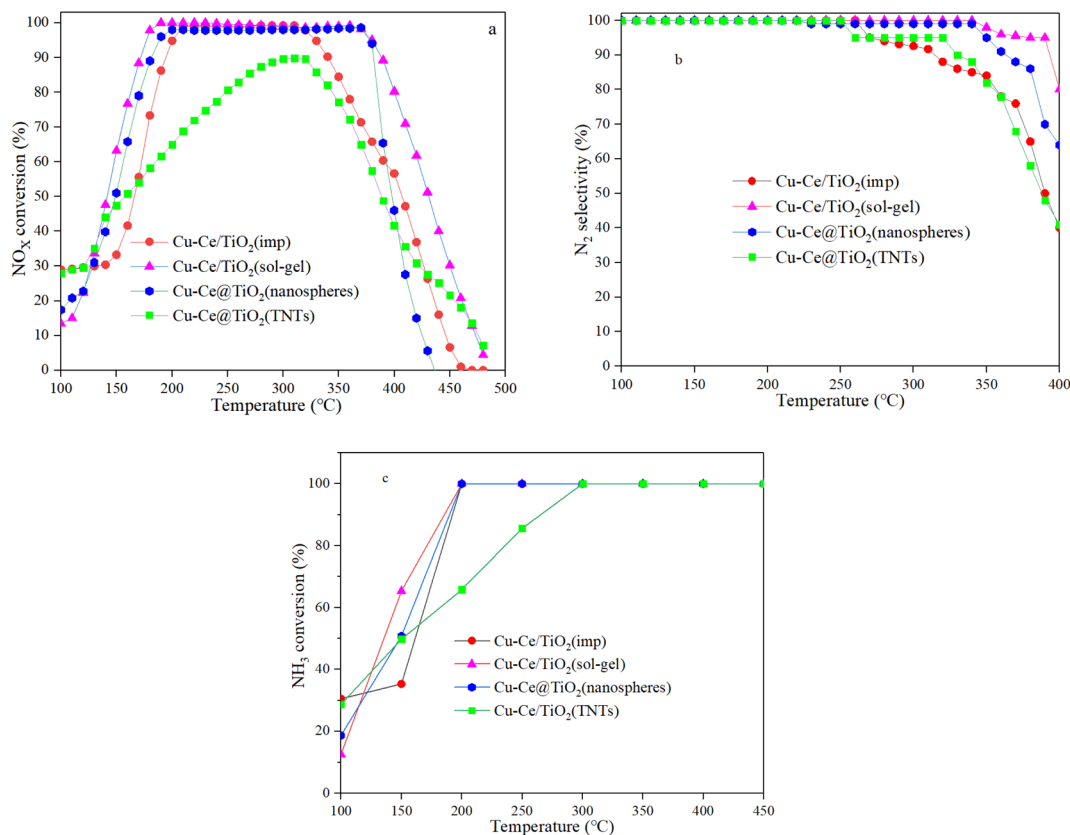 a
NOX conversion (%)
100
90
80
70
60
50
40
30
20
10
0
Cu-Ce/TiO2(imp)
Cu-Ce/TiO2(sol-gel)
Cu-Ce@TiO2(nanospheres)
Cu-Ce@TiO2(TNTs)
100 150 200 250 300 350 400 450 500
Temperature (℃)
b
N2 selectivity (%)
100
90
80
70
60
50
40
30
20
10
0
Cu-Ce/TiO2(imp)
Cu-Ce/TiO2(sol-gel)
Cu-Ce@TiO2(nanospheres)
Cu-Ce@TiO2(TNTs)
100 150 200 250 300 350 400
Temperature (℃)
c
NH3 conversion (%)
100
80
60
40
20
0
Cu-Ce/TiO2(imp)
Cu-Ce/TiO2(sol-gel)
Cu-Ce@TiO2(nanospheres)
Cu-Ce/TiO2(TNTs)
100 150 200 250 300 350 400 450
Temperature (℃)